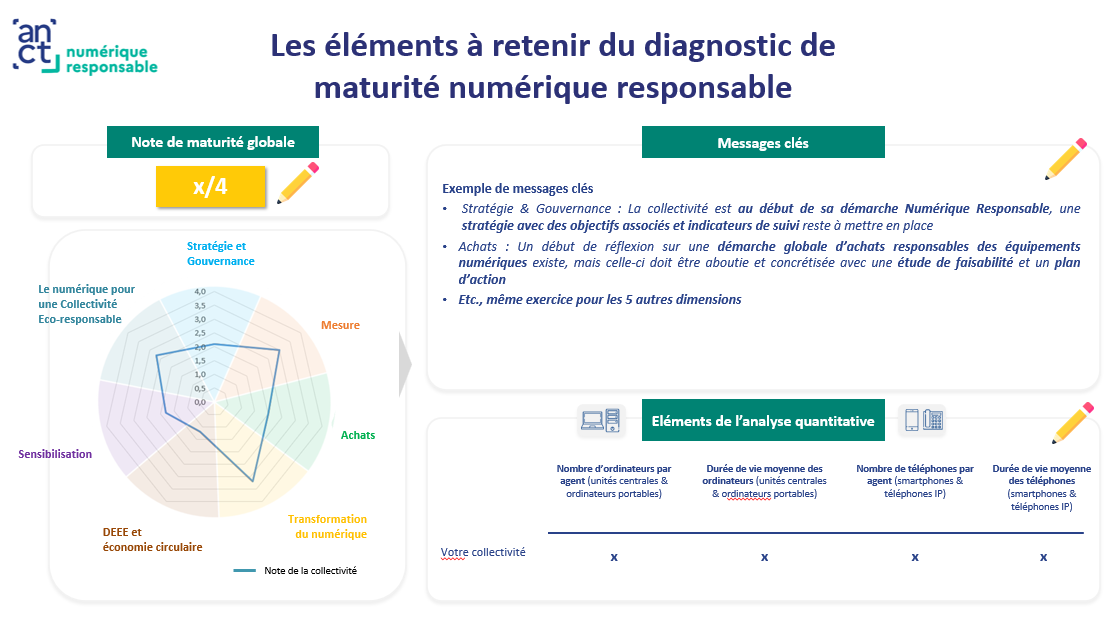 an
ct
numérique
responsable
Les éléments à retenir du diagnostic de
maturité numérique responsable
Note de maturité globale
x/4
Stratégie et
Gouvernance
Le numérique pour
une Collectivité
Eco-responsable
Mesure
4,0
3,5
3,0
2,5
2,0
1,5
1,0
0,5
0,0
Achats
Sensibilisation
Transformation
du numérique
DEEE et
économie circulaire
Note de la collectivité
Messages clés
Exemple de messages clés
• Stratégie & Gouvernance : La collectivité est au début de sa démarche Numérique Responsable, une
stratégie avec des objectifs associés et indicateurs de suivi reste à mettre en place
• Achats : Un début de réflexion sur une démarche globale d’achats responsables des équipements
numériques existe, mais celle-ci doit être aboutie et concrétisée avec une étude de faisabilité et un plan
d’action
• Etc., même exercice pour les 5 autres dimensions
Eléments de l’analyse quantitative
Nombre d’ordinateurs par
agent (unités centrales &
ordinateurs portables)
Durée de vie moyenne des
ordinateurs (unités centrales
& ordinateurs portables)
Nombre de téléphones par
agent (smartphones &
téléphones IP)
Durée de vie moyenne
des téléphones
(smartphones &
téléphones IP)
Votre collectivité
x
x
x
x